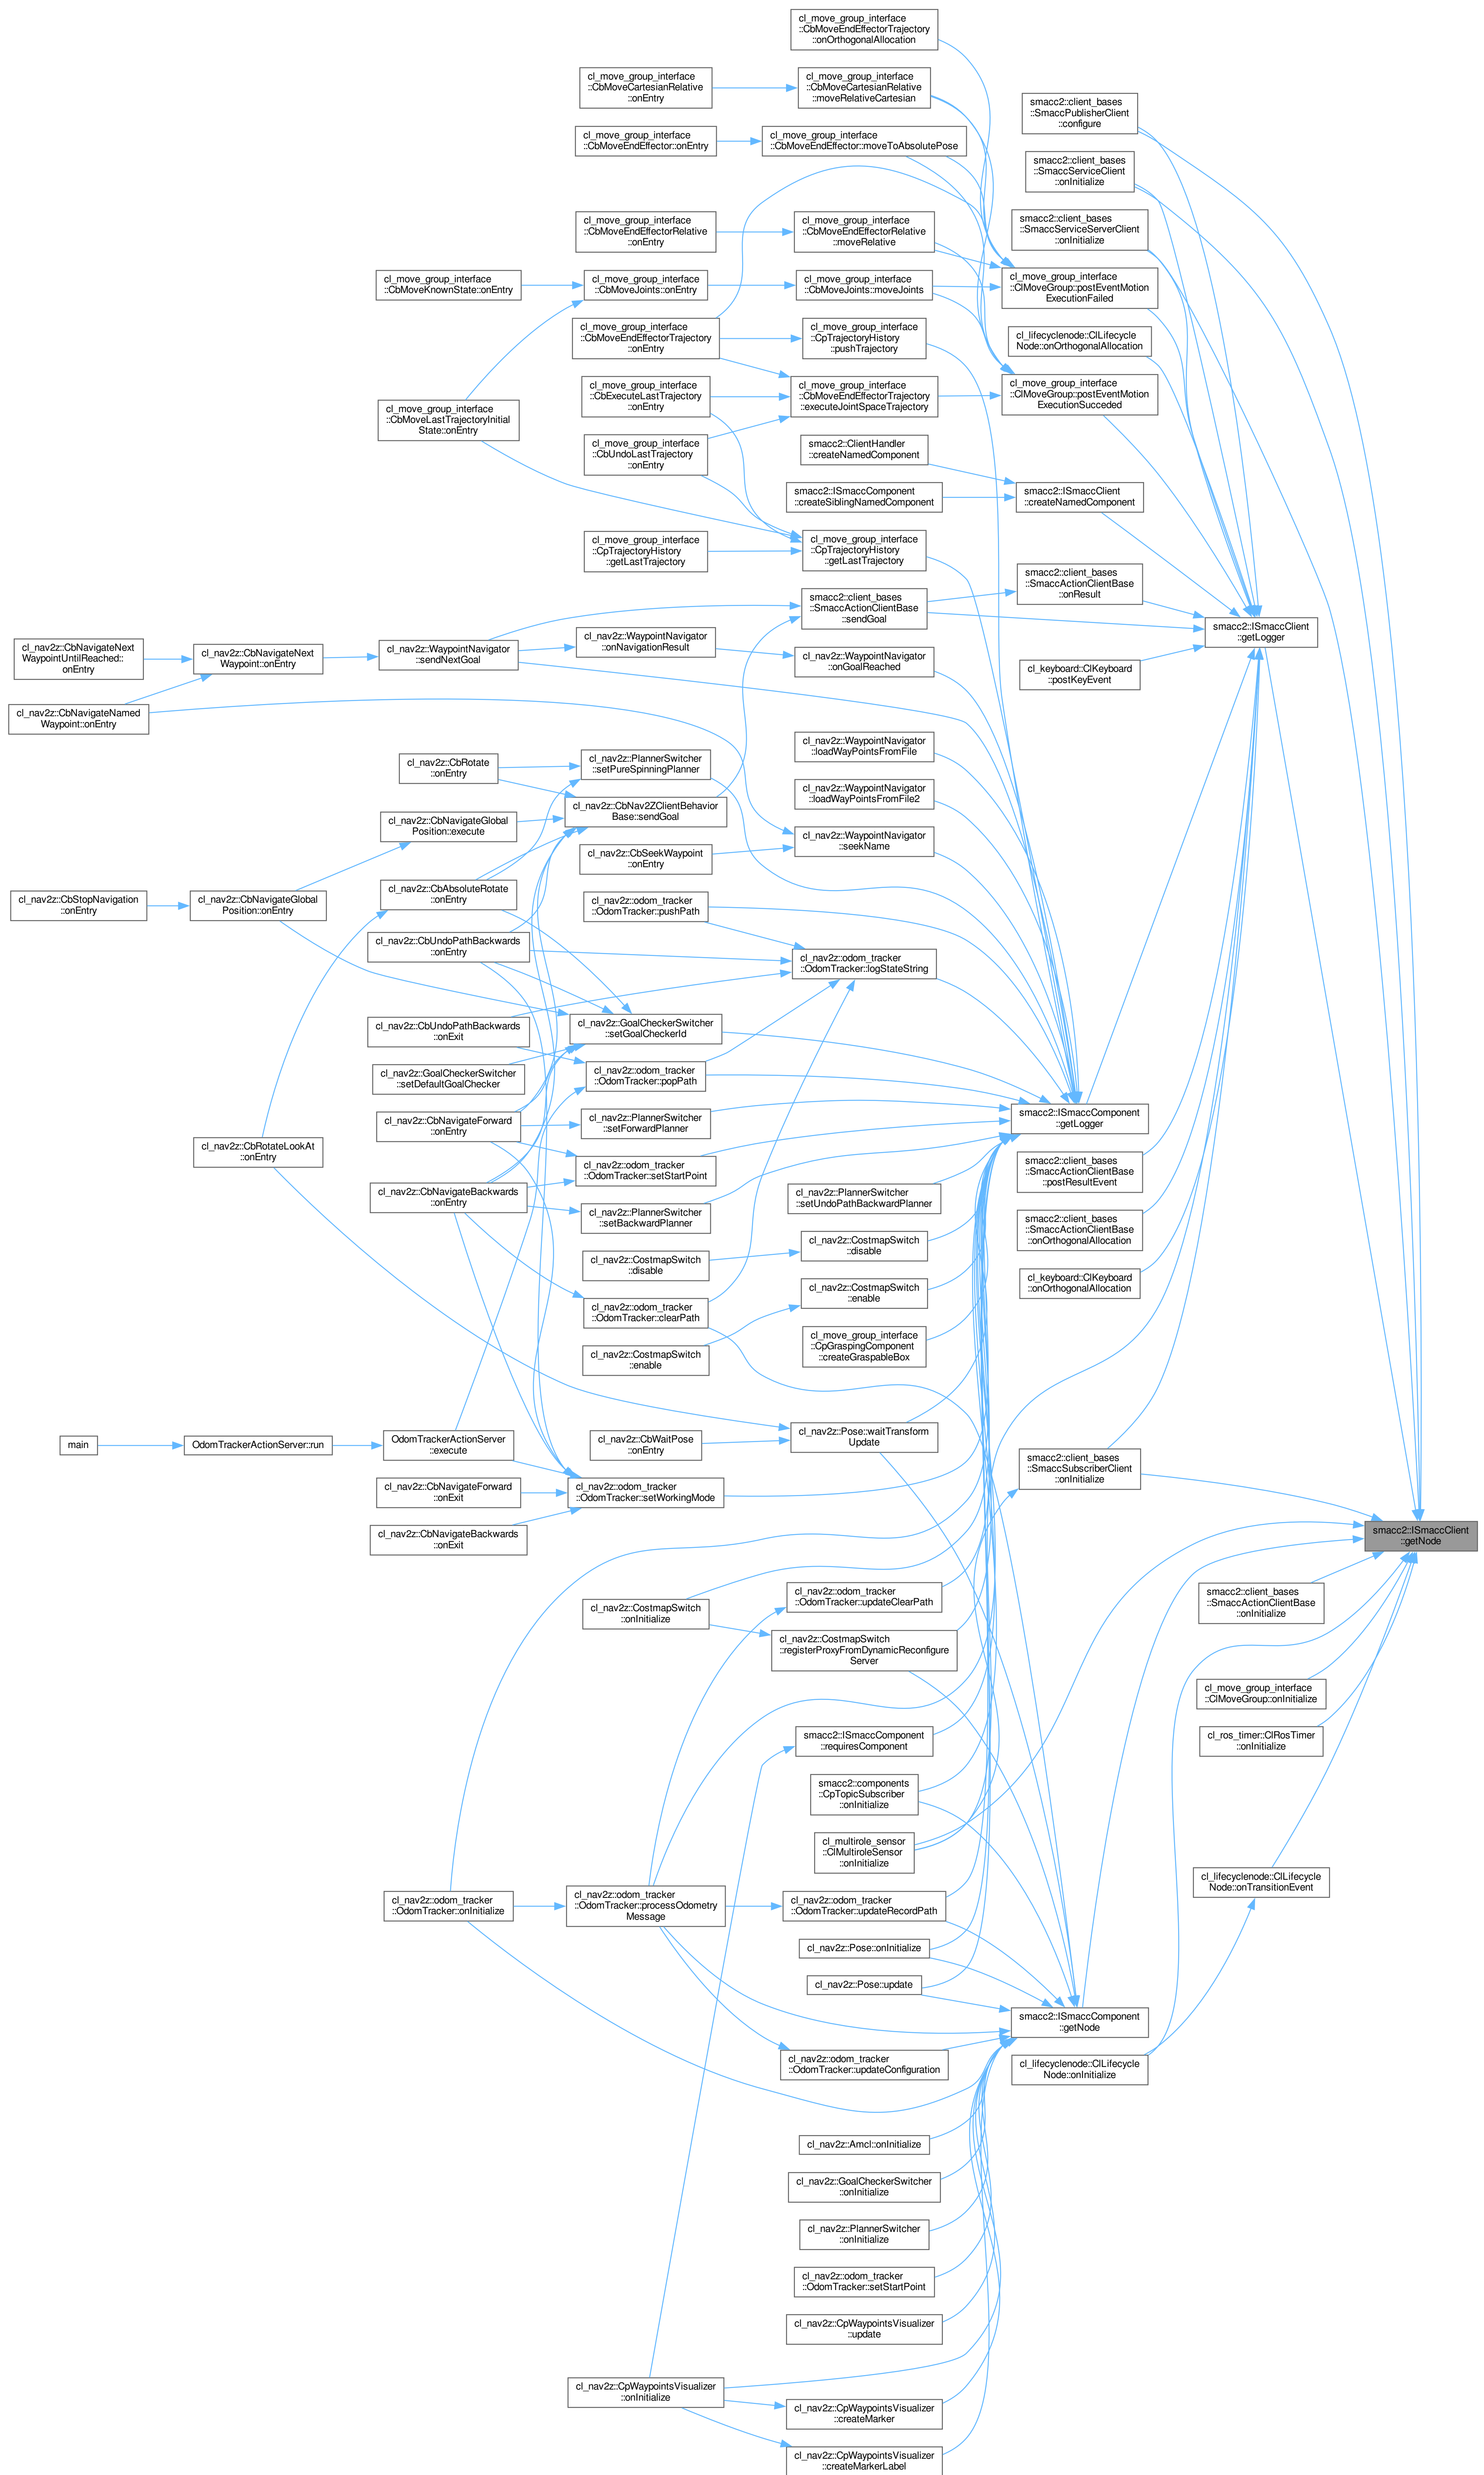 cl_move_group_interface
::CbMoveEndEffectorTrajectory
::onOrthogonalAllocation
cl_move_group_interface
::CbMoveCartesianRelative
::onEntry
cl_move_group_interface
::CbMoveCartesianRelative
::moveRelativeCartesian
smacc2::client_bases
::SmaccPublisherClient
::configure
cl_move_group_interface
::CbMoveEndEffector::onEntry
cl_move_group_interface
::CbMoveEndEffector::moveToAbsolutePose
smacc2::client_bases
::SmaccServiceClient
::onInitialize
cl_move_group_interface
::CbMoveEndEffectorRelative
::onEntry
cl_move_group_interface
::CbMoveEndEffectorRelative
::moveRelative
smacc2::client_bases
::SmaccServiceServerClient
::onInitialize
cl_move_group_interface
::CbMoveKnownState::onEntry
cl_move_group_interface
::CbMoveJoints::onEntry
cl_move_group_interface
::CbMoveJoints::moveJoints
cl_move_group_interface
::ClMoveGroup::postEventMotion
ExecutionFailed
cl_move_group_interface
::CbMoveEndEffectorTrajectory
::onEntry
cl_move_group_interface
::CpTrajectoryHistory
::pushTrajectory
cl_lifecyclenode::ClLifecycle
Node::onOrthogonalAllocation
cl_move_group_interface
::CbExecuteLastTrajectory
::onEntry
cl_move_group_interface
::CbMoveEndEffectorTrajectory
::executeJointSpaceTrajectory
cl_move_group_interface
::ClMoveGroup::postEventMotion
ExecutionSucceded
cl_move_group_interface
::CbMoveLastTrajectoryInitial
State::onEntry
cl_move_group_interface
::CbUndoLastTrajectory
::onEntry
smacc2::ClientHandler
::createNamedComponent
smacc2::ISmaccComponent
::createSiblingNamedComponent
smacc2::ISmaccClient
::createNamedComponent
cl_move_group_interface
::CpTrajectoryHistory
::getLastTrajectory
cl_move_group_interface
::CpTrajectoryHistory
::getLastTrajectory
smacc2::client_bases
::SmaccActionClientBase
::onResult
smacc2::client_bases
::SmaccActionClientBase
::sendGoal
smacc2::ISmaccClient
::getLogger
cl_nav2z::CbNavigateNext
WaypointUntilReached::
onEntry
cl_nav2z::CbNavigateNext
Waypoint::onEntry
cl_nav2z::WaypointNavigator
::sendNextGoal
cl_nav2z::WaypointNavigator
::onNavigationResult
cl_nav2z::WaypointNavigator
::onGoalReached
cl_keyboard::ClKeyboard
::postKeyEvent
cl_nav2z::CbNavigateNamed
Waypoint::onEntry
cl_nav2z::WaypointNavigator
::loadWayPointsFromFile
cl_nav2z::CbRotate
::onEntry
cl_nav2z::PlannerSwitcher
::setPureSpinningPlanner
cl_nav2z::WaypointNavigator
::loadWayPointsFromFile2
cl_nav2z::CbNavigateGlobal
Position::execute
cl_nav2z::CbNav2ZClientBehavior
Base::sendGoal
cl_nav2z::WaypointNavigator
::seekName
cl_nav2z::CbSeekWaypoint
::onEntry
cl_nav2z::CbStopNavigation
::onEntry
cl_nav2z::CbNavigateGlobal
Position::onEntry
cl_nav2z::CbAbsoluteRotate
::onEntry
cl_nav2z::odom_tracker
::OdomTracker::pushPath
cl_nav2z::CbUndoPathBackwards
::onEntry
cl_nav2z::odom_tracker
::OdomTracker::logStateString
cl_nav2z::CbUndoPathBackwards
::onExit
cl_nav2z::GoalCheckerSwitcher
::setGoalCheckerId
cl_nav2z::GoalCheckerSwitcher
::setDefaultGoalChecker
cl_nav2z::odom_tracker
::OdomTracker::popPath
cl_nav2z::CbNavigateForward
::onEntry
cl_nav2z::PlannerSwitcher
::setForwardPlanner
smacc2::ISmaccComponent
::getLogger
cl_nav2z::CbRotateLookAt
::onEntry
cl_nav2z::odom_tracker
::OdomTracker::setStartPoint
smacc2::client_bases
::SmaccActionClientBase
::postResultEvent
cl_nav2z::CbNavigateBackwards
::onEntry
cl_nav2z::PlannerSwitcher
::setBackwardPlanner
cl_nav2z::PlannerSwitcher
::setUndoPathBackwardPlanner
smacc2::client_bases
::SmaccActionClientBase
::onOrthogonalAllocation
cl_nav2z::CostmapSwitch
::disable
cl_nav2z::CostmapSwitch
::disable
cl_keyboard::ClKeyboard
::onOrthogonalAllocation
cl_nav2z::odom_tracker
::OdomTracker::clearPath
cl_nav2z::CostmapSwitch
::enable
cl_nav2z::CostmapSwitch
::enable
cl_move_group_interface
::CpGraspingComponent
::createGraspableBox
main
OdomTrackerActionServer::run
OdomTrackerActionServer
::execute
cl_nav2z::CbWaitPose
::onEntry
cl_nav2z::Pose::waitTransform
Update
smacc2::client_bases
::SmaccSubscriberClient
::onInitialize
cl_nav2z::CbNavigateForward
::onExit
cl_nav2z::odom_tracker
::OdomTracker::setWorkingMode
cl_nav2z::CbNavigateBackwards
::onExit
smacc2::ISmaccClient
::getNode
cl_nav2z::CostmapSwitch
::onInitialize
cl_nav2z::odom_tracker
::OdomTracker::updateClearPath
smacc2::client_bases
::SmaccActionClientBase
::onInitialize
cl_nav2z::CostmapSwitch
::registerProxyFromDynamicReconfigure
Server
cl_move_group_interface
::ClMoveGroup::onInitialize
smacc2::ISmaccComponent
::requiresComponent
cl_ros_timer::ClRosTimer
::onInitialize
smacc2::components
::CpTopicSubscriber
::onInitialize
cl_multirole_sensor
::ClMultiroleSensor
::onInitialize
cl_lifecyclenode::ClLifecycle
Node::onTransitionEvent
cl_nav2z::odom_tracker
::OdomTracker::onInitialize
cl_nav2z::odom_tracker
::OdomTracker::processOdometry
Message
cl_nav2z::odom_tracker
::OdomTracker::updateRecordPath
cl_nav2z::Pose::onInitialize
cl_nav2z::Pose::update
smacc2::ISmaccComponent
::getNode
cl_nav2z::odom_tracker
::OdomTracker::updateConfiguration
cl_lifecyclenode::ClLifecycle
Node::onInitialize
cl_nav2z::Amcl::onInitialize
cl_nav2z::GoalCheckerSwitcher
::onInitialize
cl_nav2z::PlannerSwitcher
::onInitialize
cl_nav2z::odom_tracker
::OdomTracker::setStartPoint
cl_nav2z::CpWaypointsVisualizer
::update
cl_nav2z::CpWaypointsVisualizer
::onInitialize
cl_nav2z::CpWaypointsVisualizer
::createMarker
cl_nav2z::CpWaypointsVisualizer
::createMarkerLabel